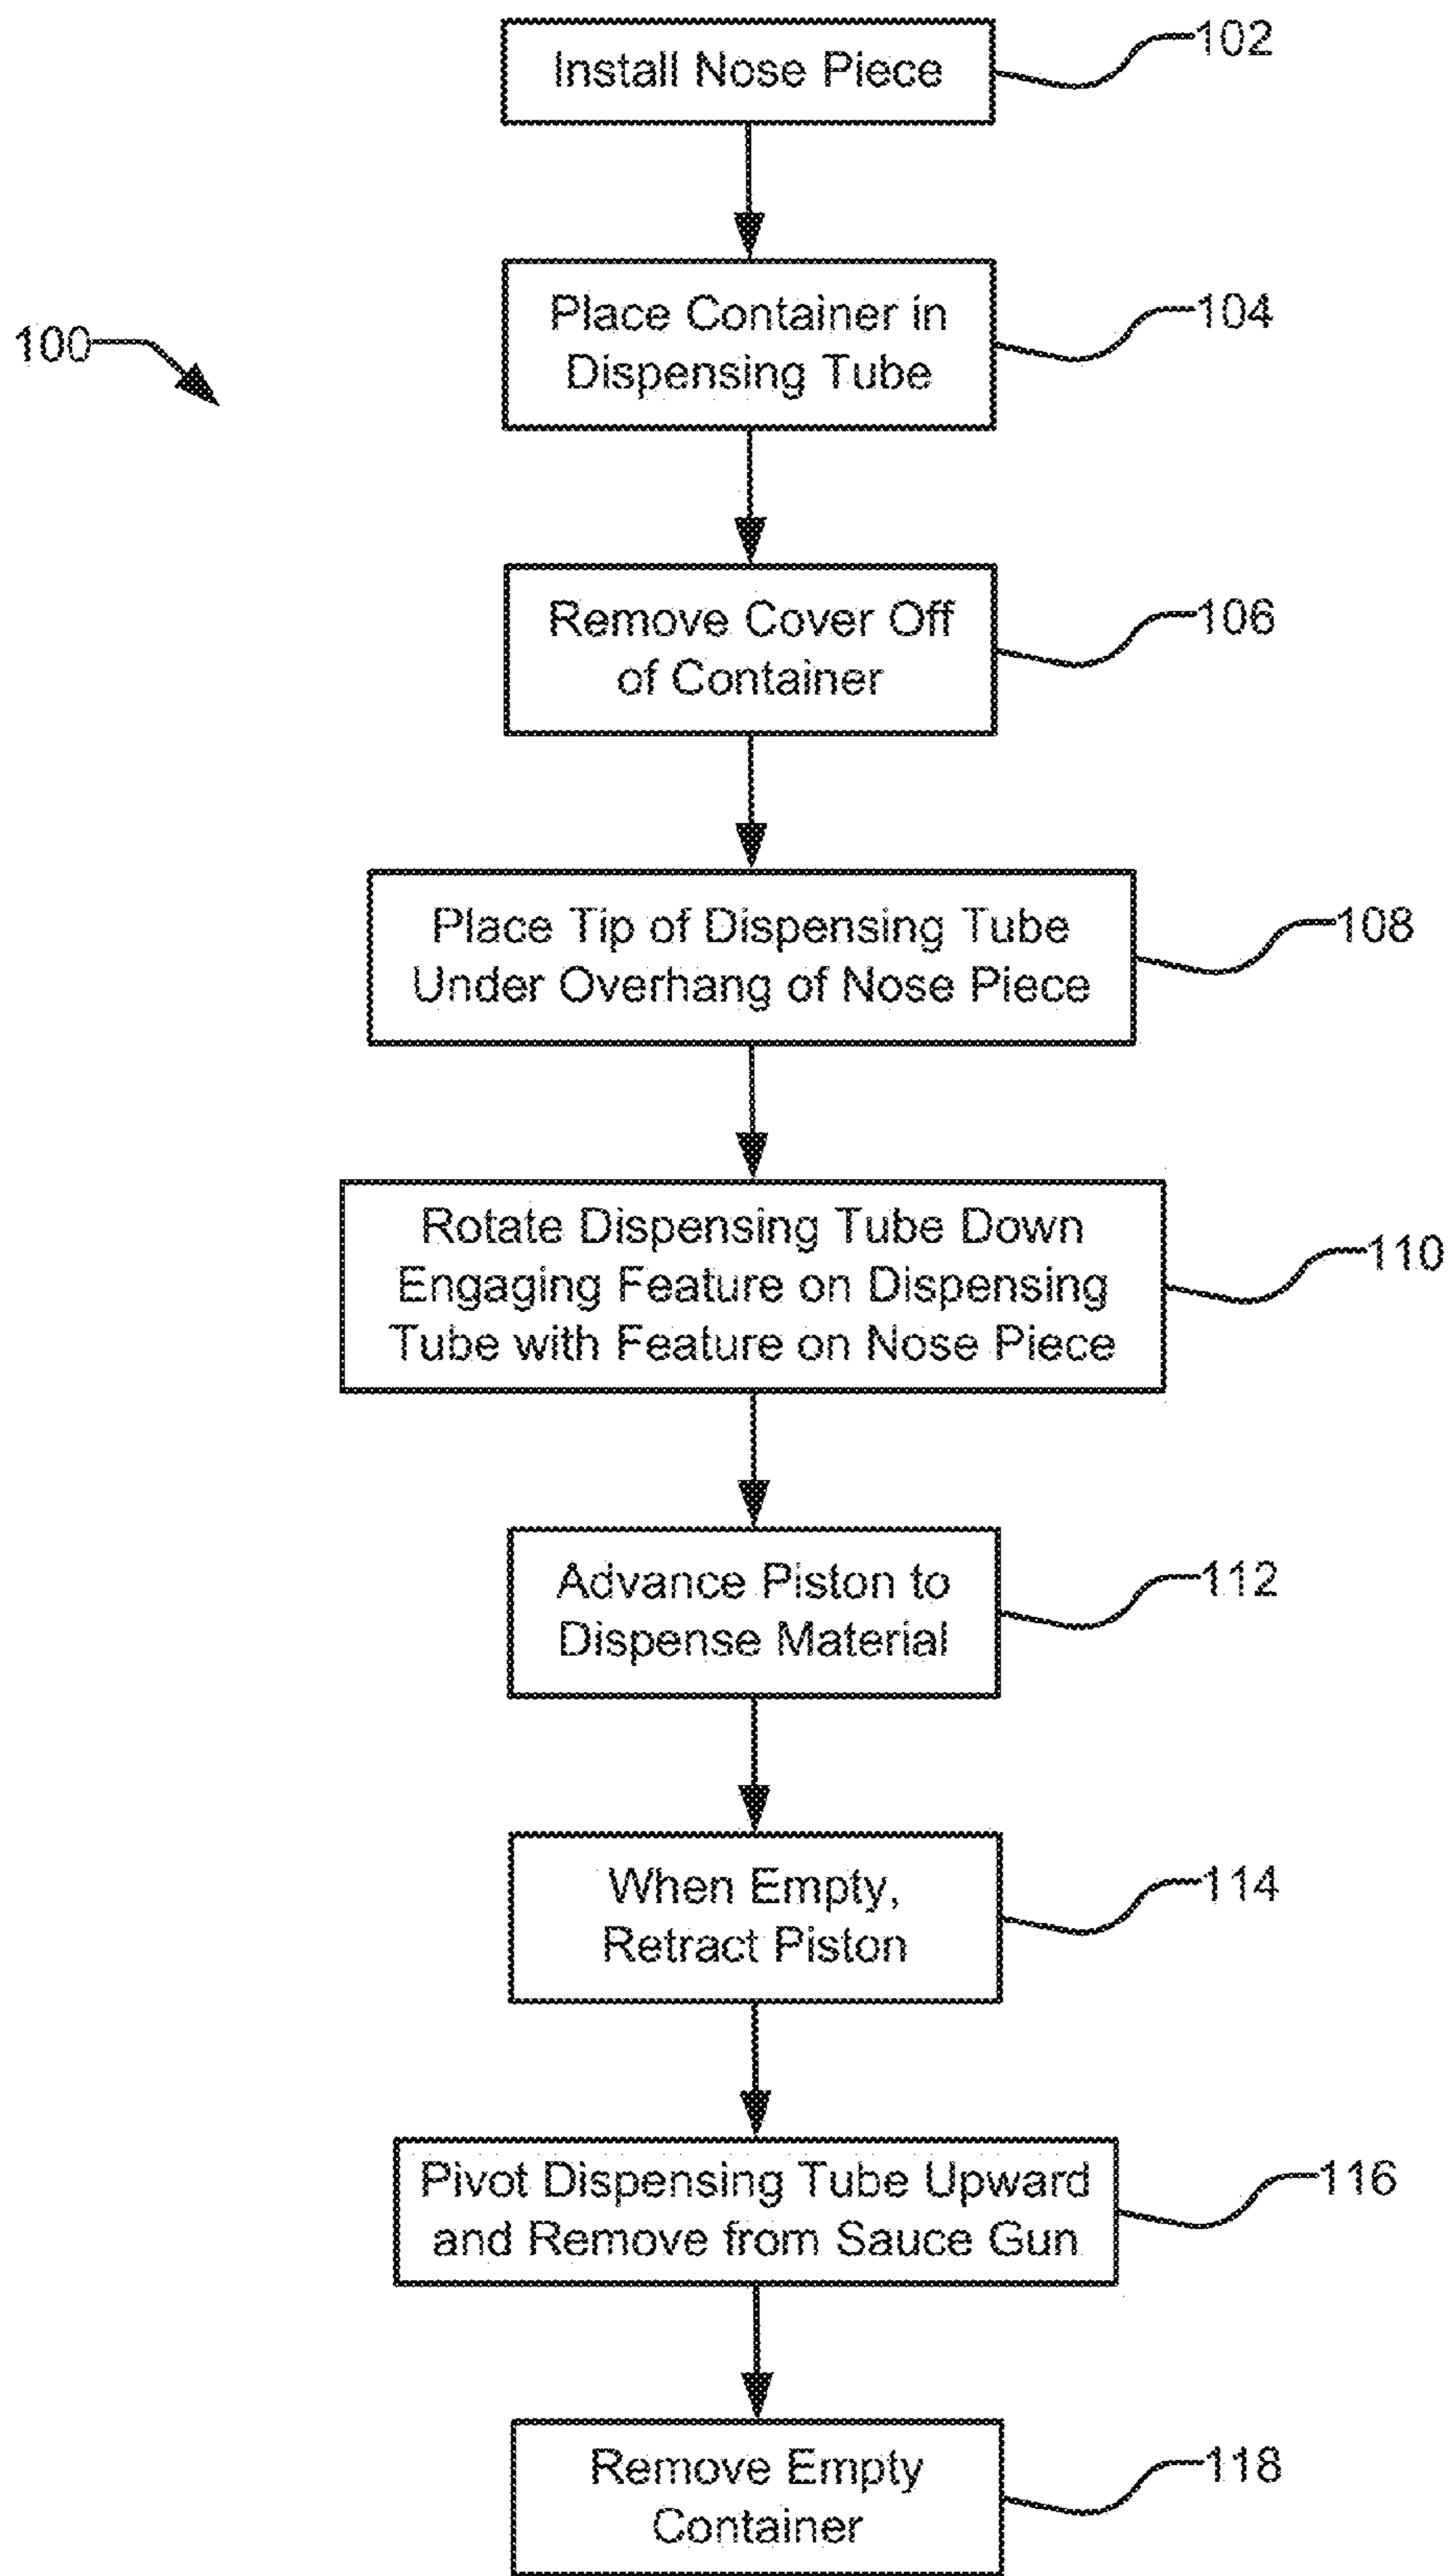 Install Nose Piece
102
100
Place Container in
Dispensing Tube
104
Remove Cover Off
of Container
106
Place Tip of Dispensing Tube
Under Overhang of Nose Piece
108
Rotate Dispensing Tube Down
Engaging Feature on Dispensing
Tube with Feature on Nose Piece
110
Advance Piston to
Dispense Material
112
When Empty,
Retract Piston
114
Pivot Dispensing Tube Upward
and Remove from Sauce Gun
116
Remove Empty
Container
118